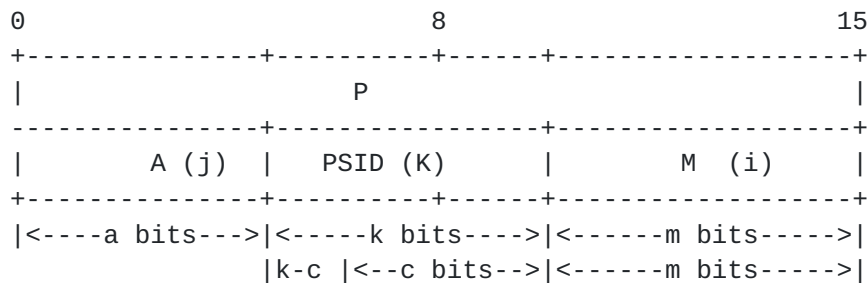 0                         8                        15
+---------------+----------+------+-------------------+
|                    P                                |
----------------+-----------------+-------------------+
|        A (j)  |   PSID (K)      |        M  (i)     |
+---------------+----------+------+-------------------+
|<----a bits--->|<-----k bits---->|<------m bits----->|
                |k-c |<--c bits-->|<------m bits----->|